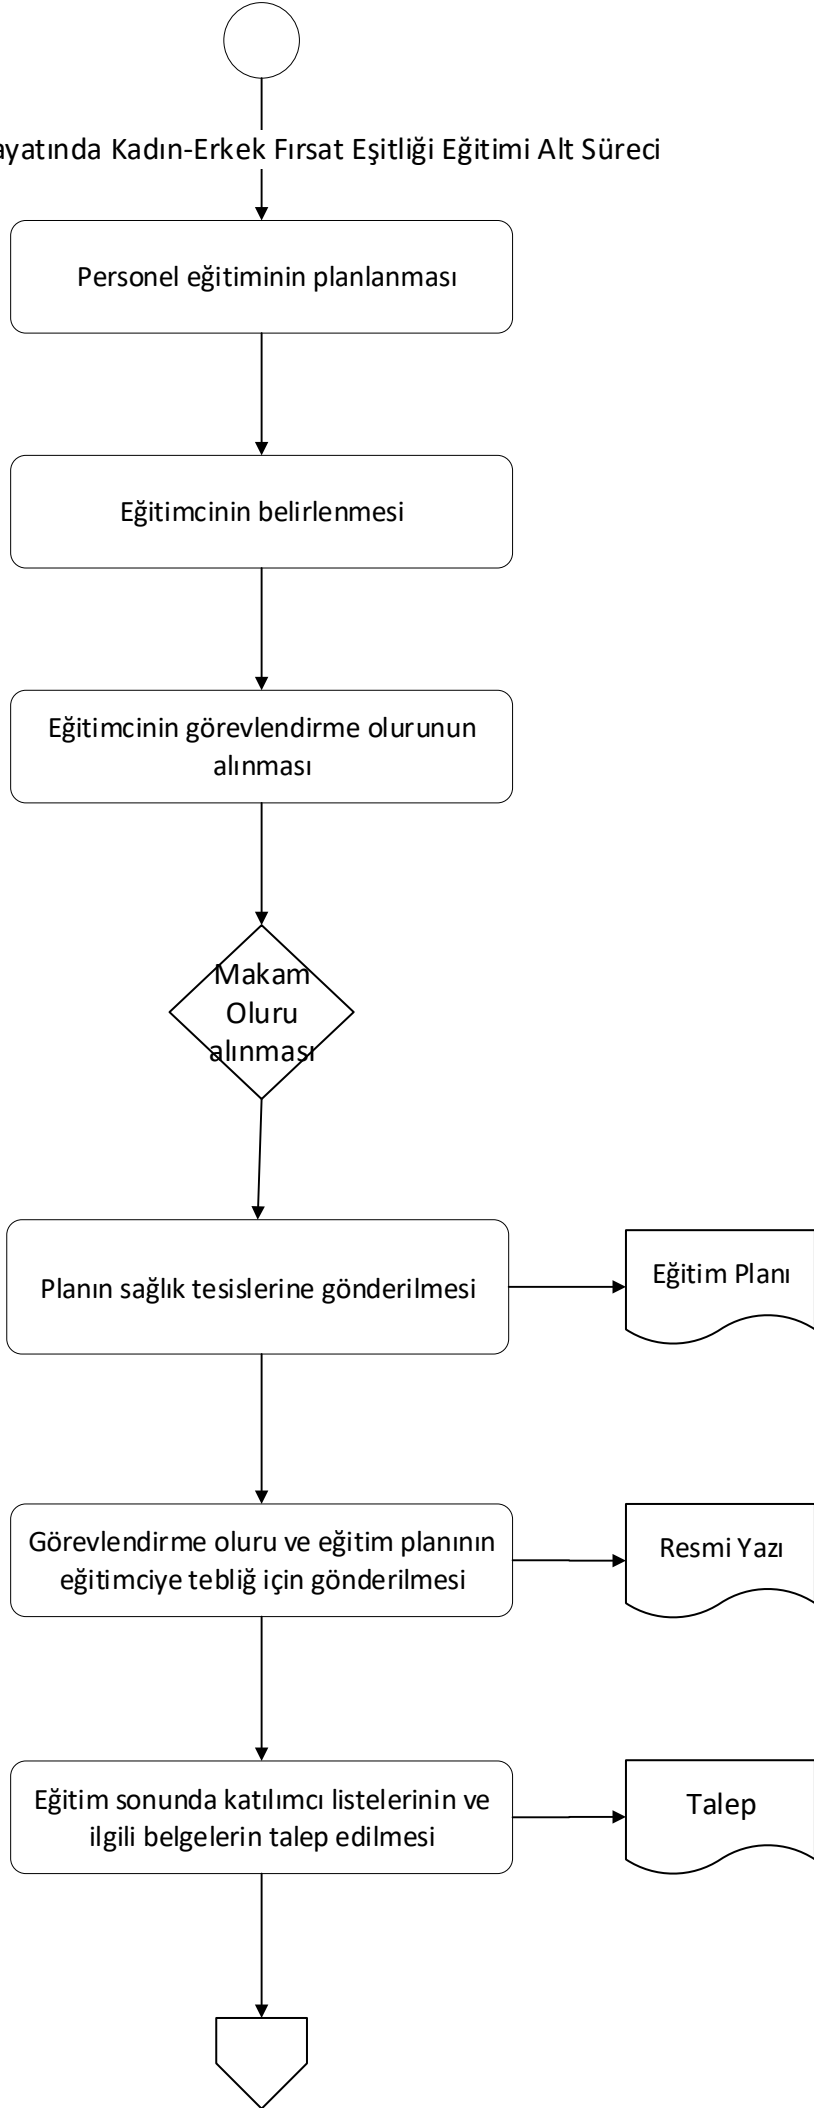 ayatında Kadın-Erkek Fırsat Eşitliği Eğitimi Alt Süreci
Personel eğitiminin planlanması
Eğitimcinin belirlenmesi
Eğitimcinin görevlendirme olurunun
alınması
Makam
Oluru
alınması
Planın sağlık tesislerine gönderilmesi
Eğitim Planı
Görevlendirme oluru ve eğitim planının
eğitimciye tebliğ için gönderilmesi
Resmi Yazı
Eğitim sonunda katılımcı listelerinin ve
ilgili belgelerin talep edilmesi
Talep